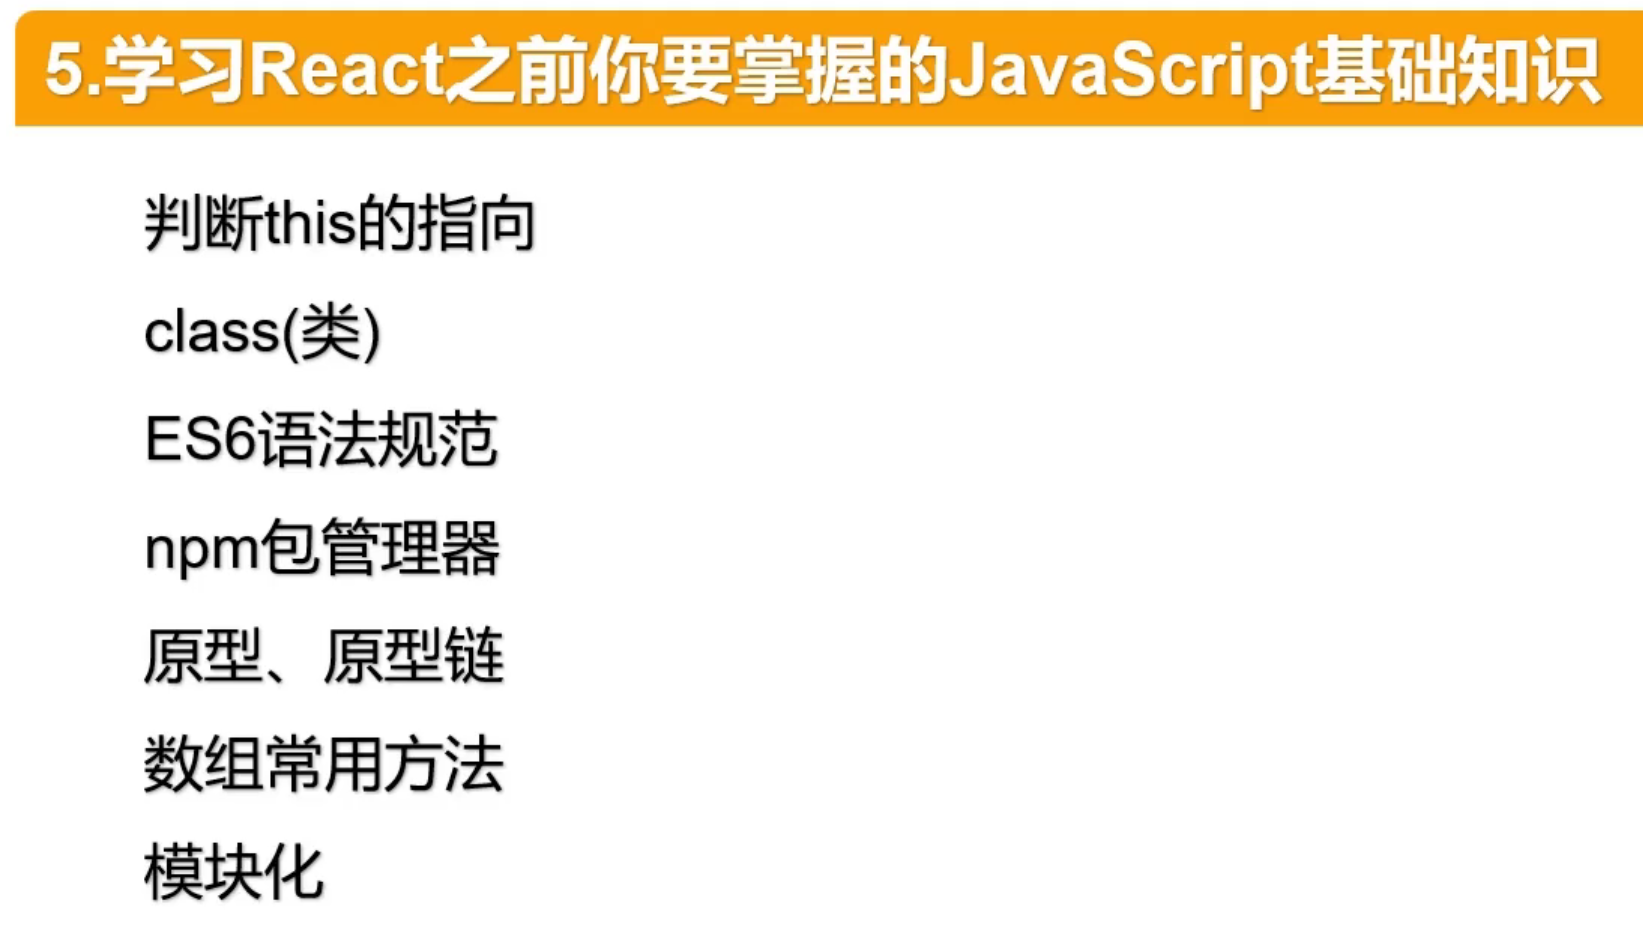 5.学习React之前你要掌握的JavaScript基础知识
判断this的指向
class(类)
ES6语法规范
npm包管理器
原型、原型链
数组常用方法
模块化